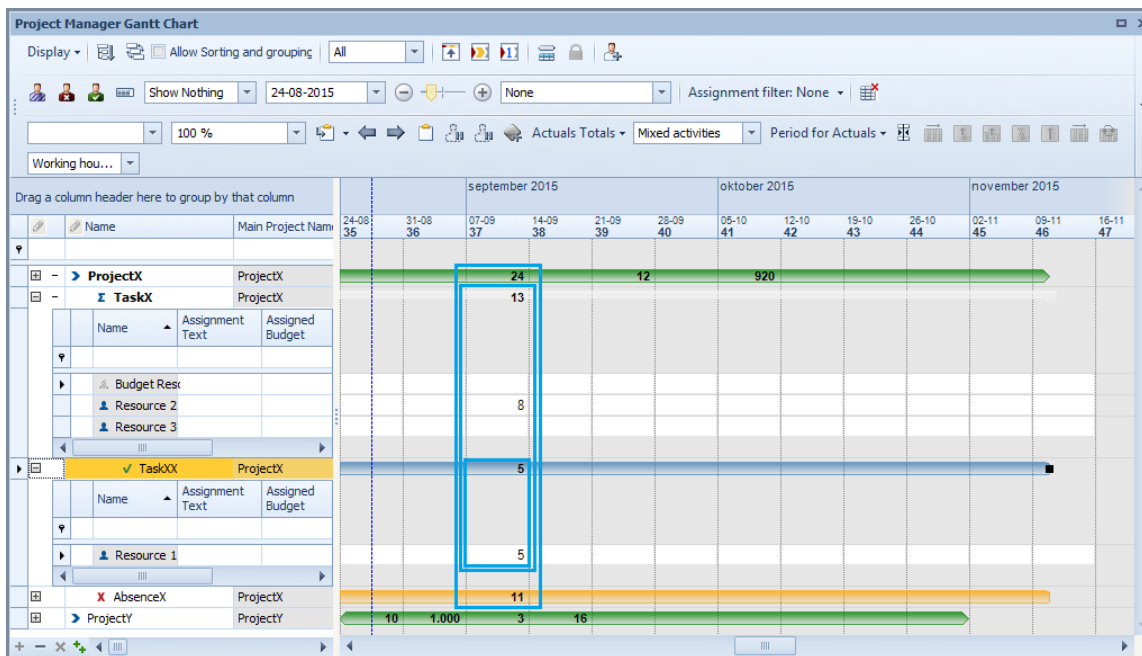 Project Manager Gantt Chart
Display Allow Sorting and grouping All
Show Nothing 24-08-2015 None Assignment filter: None
100 % Actuals Totals Mixed activities Period for Actuals
Working hou...
Drag a column header here to group by that column september 2015 oktober 2015 november 2015
Name Main Project Nam 24-08 31-08 07-09 14-09 21-09 28-09 05-10 12-10 19-10 26-10 02-11 09-11 16-11
35 36 37 38 39 40 41 42 43 44 45 46 47
ProjectX ProjectX 24 12 920
Σ TaskX ProjectX 13
Name Assignment Text Assigned Budget
Budget Reso
Resource 2 8
Resource 3
TaskXX ProjectX 5
Name Assignment Text Assigned Budget
Resource 1 5
AbsenceX ProjectX 11
ProjectY ProjectY 10 1.000 3 16